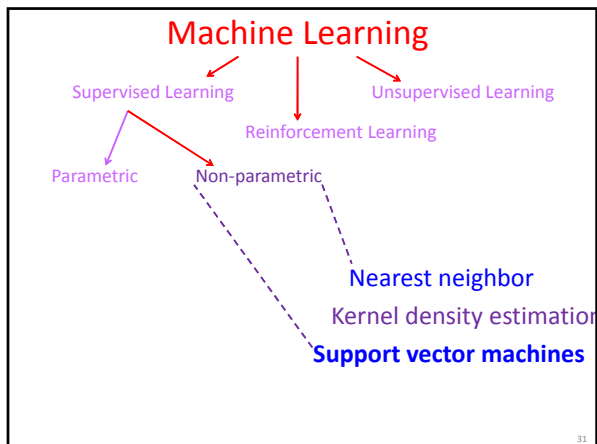 Machine Learning
Supervised Learning
Unsupervised Learning
Reinforcement Learning
Parametric
Non-parametric
Nearest neighbor
Kernel density estimation
Support vector machines
31